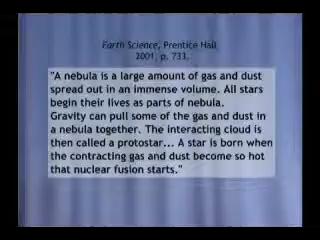 Earth Science, Prentice Hall
2001, p. 733.
"A nebula is a large amount of gas and dust
spread out in an immense volume. All stars
begin their lives as parts of nebula.
Gravity can pull some of the gas and dust in
a nebula together. The interacting cloud is
then called a protostar... A star is born when
the contracting gas and dust become so hot
that nuclear fusion starts."